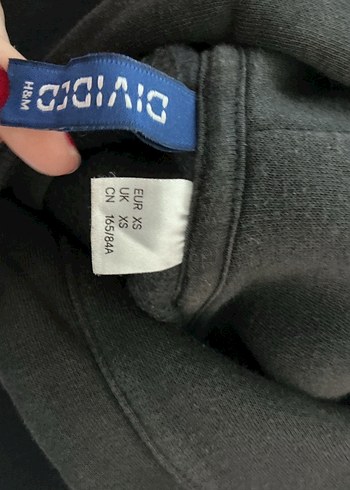 DIVIDED
H&M
EUR XS
UK XS
CN 165/84A